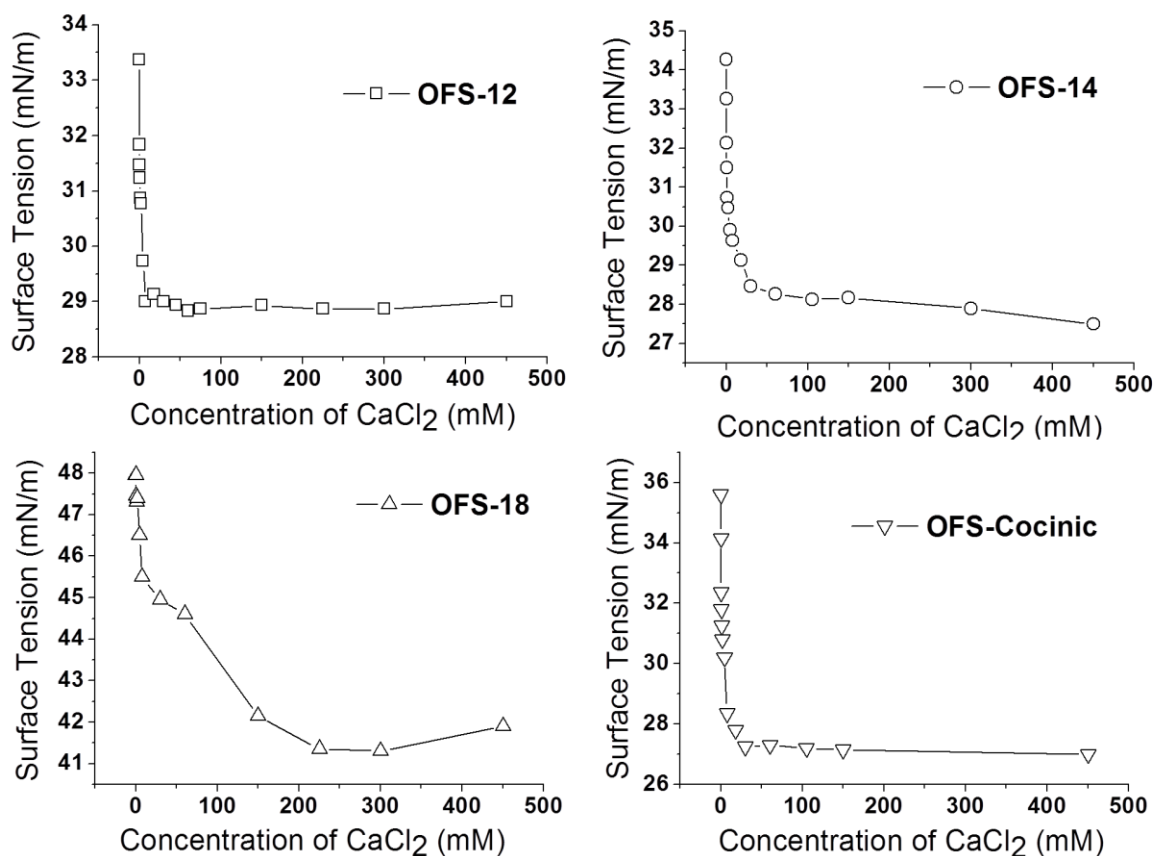 34
33
32
31
30
29
28
Surface Tension (mN/m)
OFS-12
0 100 200 300 400 500
Concentration of CaCl2 (mM)
35
34
33
32
31
30
29
28
27
Surface Tension (mN/m)
OFS-14
0 100 200 300 400 500
Concentration of CaCl2 (mM)
48
47
46
45
44
43
42
41
Surface Tension (mN/m)
OFS-18
0 100 200 300 400 500
Concentration of CaCl2 (mM)
36
34
32
30
28
26
Surface Tension (mN/m)
OFS-Cocinic
0 100 200 300 400 500
Concentration of CaCl2 (mM)